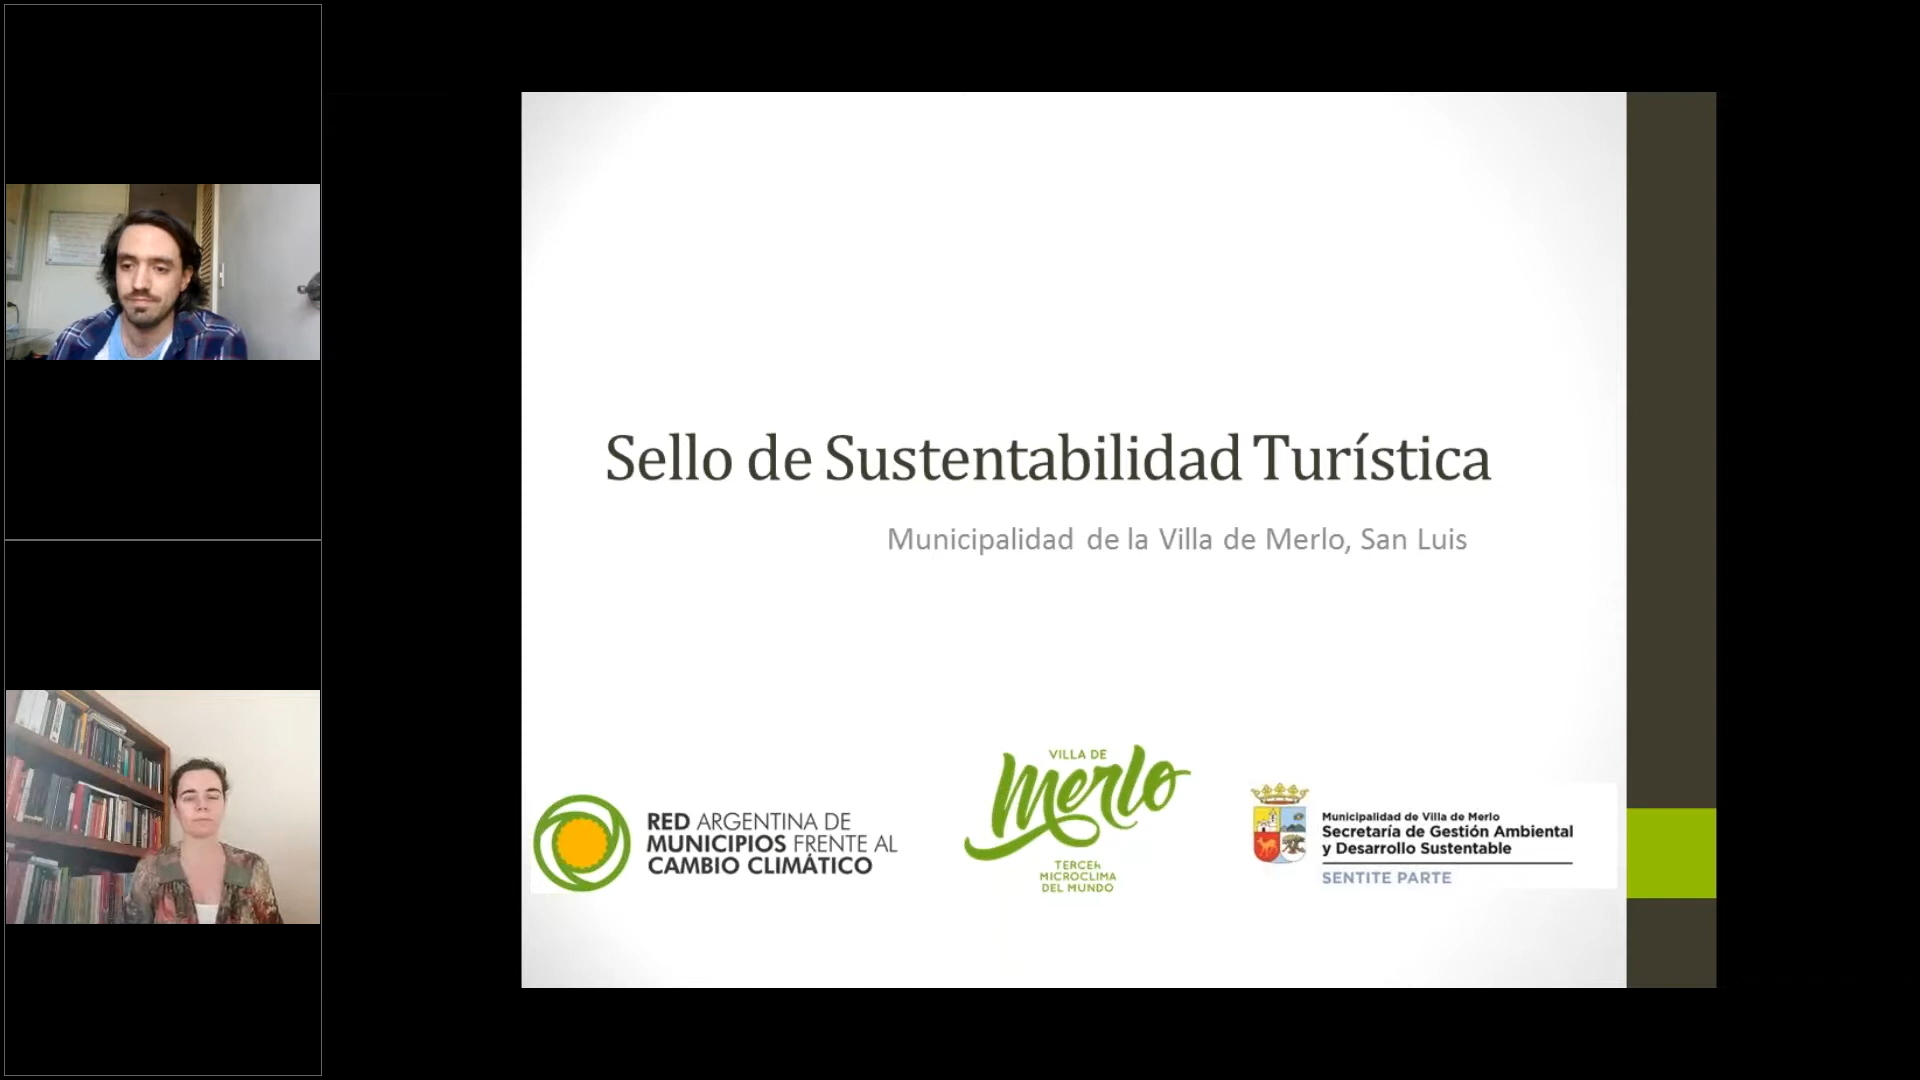 Sello de Sustentabilidad Turística
Municipalidad de la Villa de Merlo, San Luis
RED ARGENTINA DE
MUNICIPIOS FRENTE AL
CAMBIO CLIMÁTICO
VILLA DE
Merlo
TERCER
MICROCLIMA
DEL MUNDO
Municipalidad de Villa de Merlo
Secretaría de Gestión Ambiental
y Desarrollo Sustentable
SENTITE PARTE